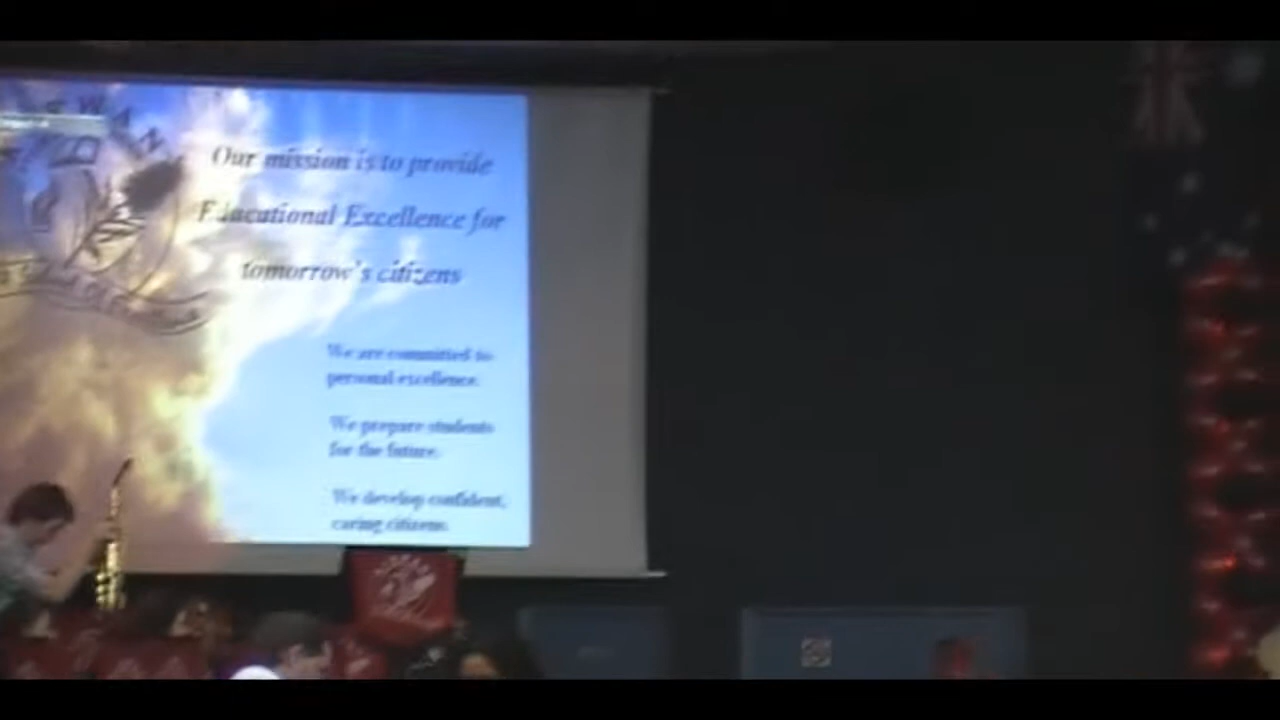 Our mission is to provide
Educational Excellence for
tomorrow's citizens
We are committed to
personal excellence.
We prepare students
for the future.
We develop confident,
caring citizens.